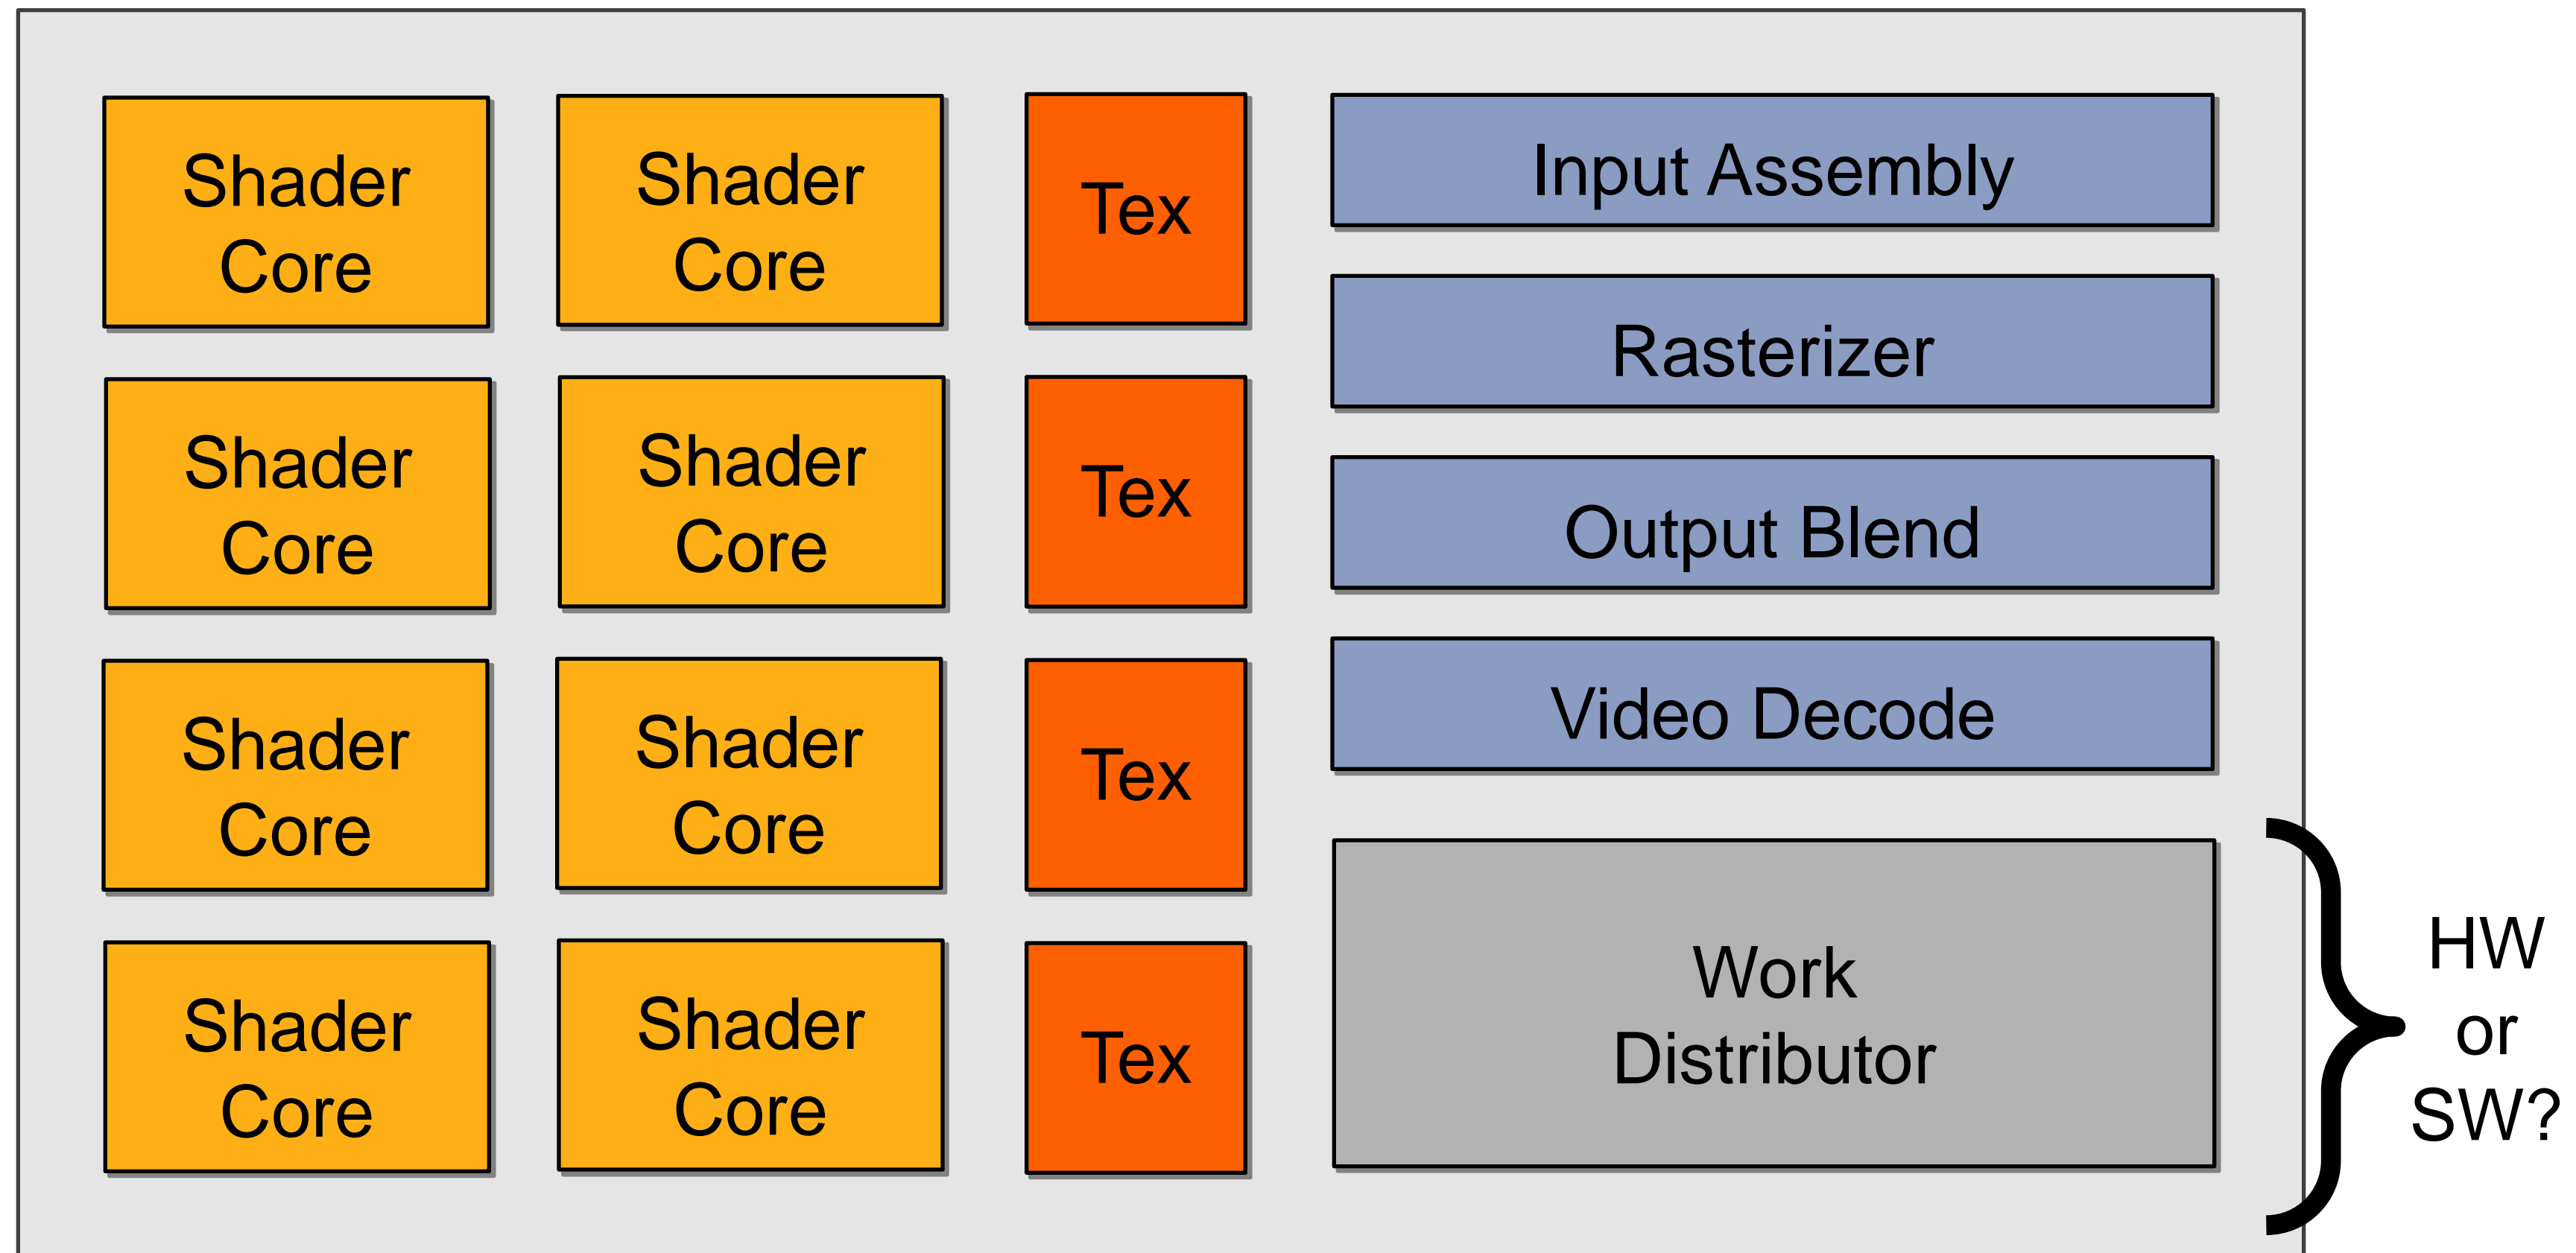 Shader
Core
Shader
Core
Tex
Input Assembly
Rasterizer
Shader
Core
Shader
Core
Tex
Output Blend
Video Decode
Shader
Core
Shader
Core
Tex
Work
Distributor
HW
or
SW?
Shader
Core
Shader
Core
Tex